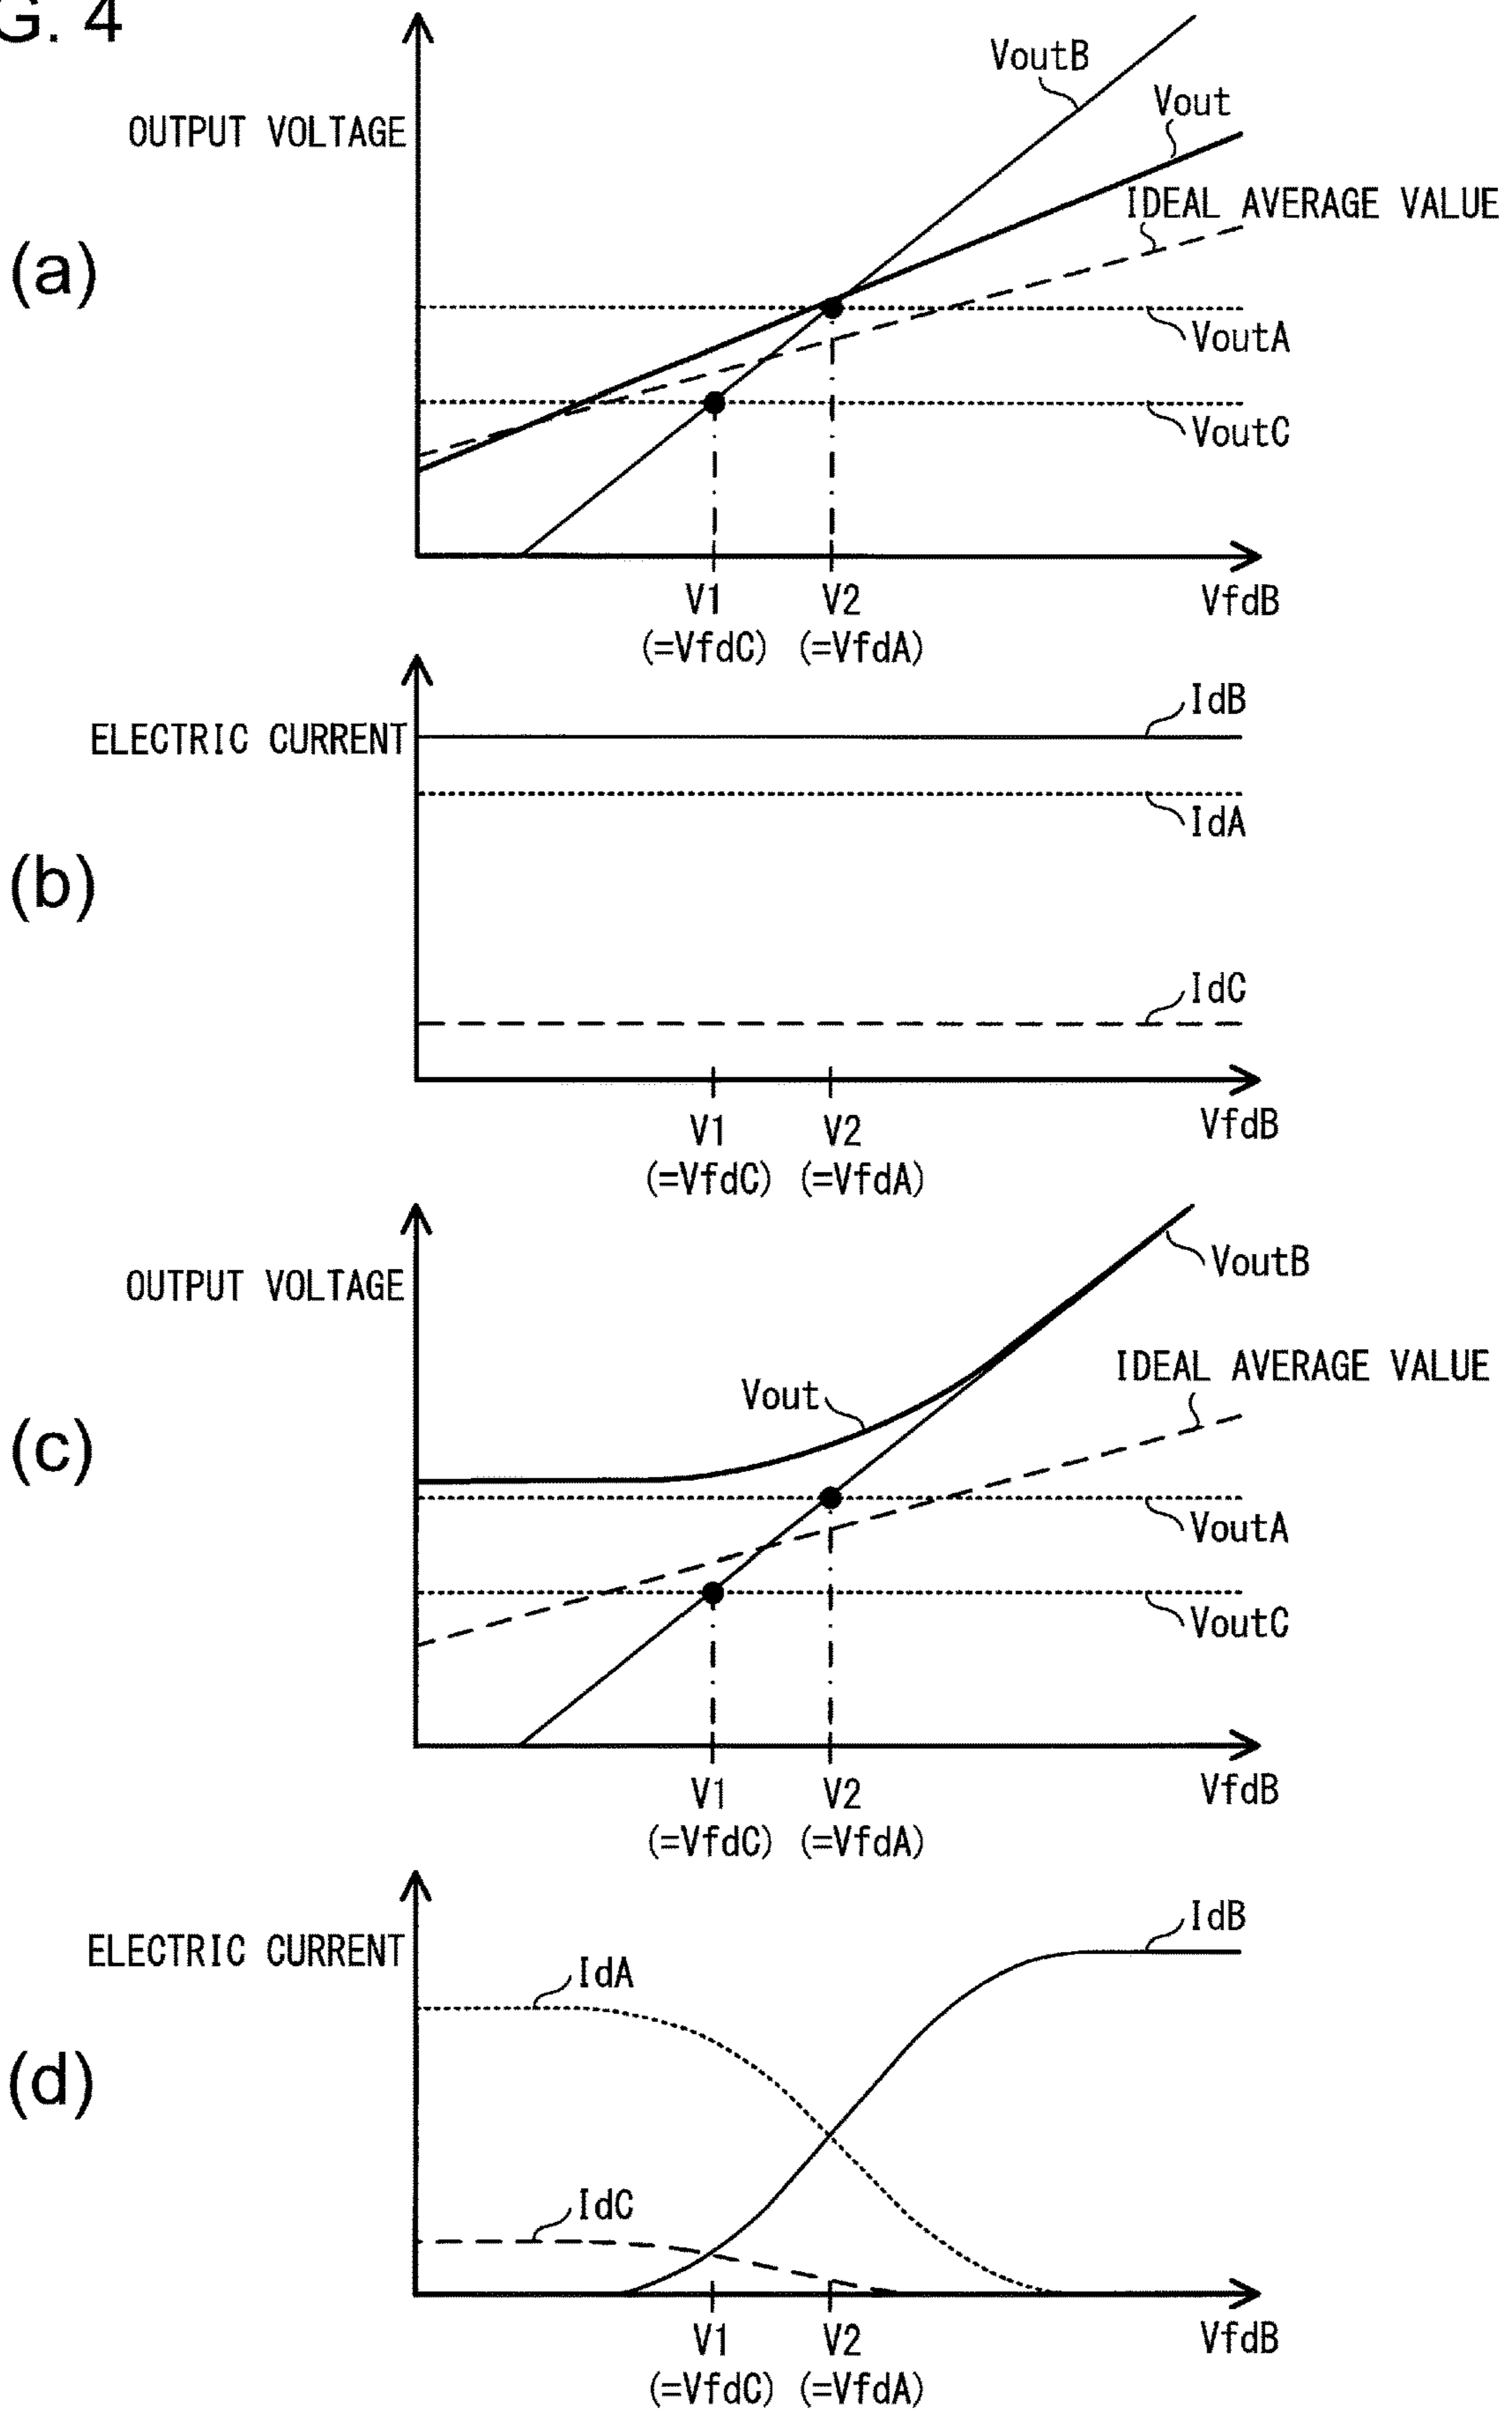 G. 4
(a)
OUTPUT VOLTAGE
VoutB
Vout
IDEAL AVERAGE VALUE
VoutA
VoutC
V1
V2
VfdB
(=VfdC) (=VfdA)
(b)
ELECTRIC CURRENT
IdB
IdA
IdC
V1
V2
VfdB
(=VfdC) (=VfdA)
(c)
OUTPUT VOLTAGE
VoutB
IDEAL AVERAGE VALUE
Vout
VoutA
VoutC
V1
V2
VfdB
(=VfdC) (=VfdA)
(d)
ELECTRIC CURRENT
IdB
IdA
IdC
V1
V2
VfdB
(=VfdC) (=VfdA)